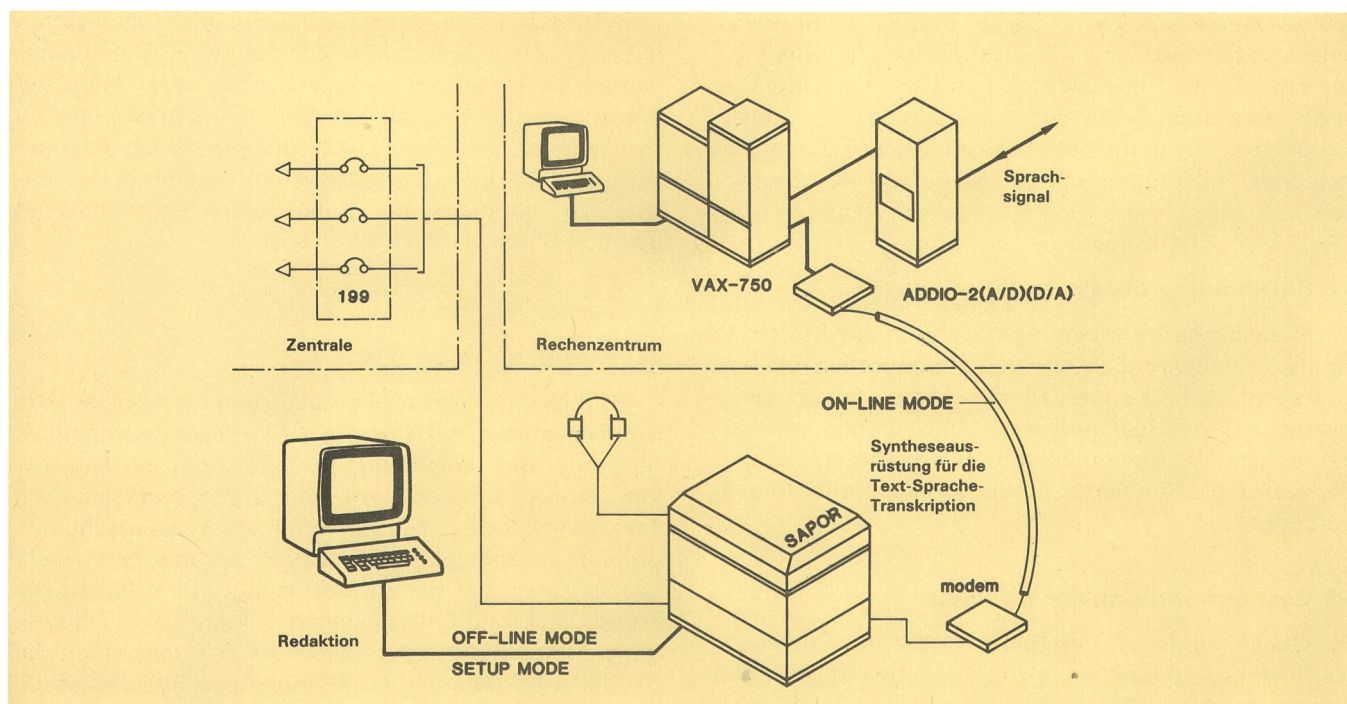 Sprach-
signal
VAX-750
ADDIO-2(A/D)(D/A)
199
Zentrale
Rechenzentrum
ON-LINE MODE
Syntheseaus-
rüstung für die
Text-Sprache-
Transkription
SAPOR
modem
Redaktion
OFF-LINE MODE
SETUP MODE